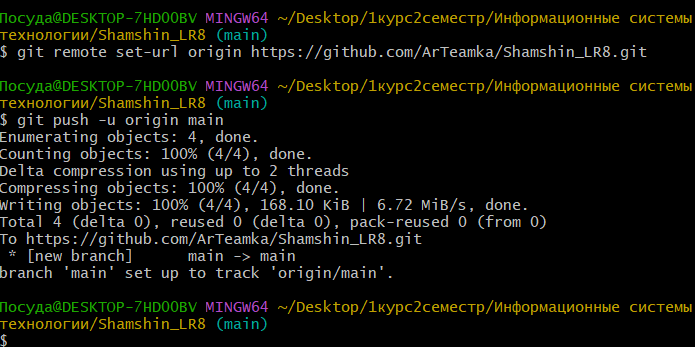 Посуда@DESKTOP-7HDO0BV MINGW64 ~/Desktop/1курс2семестр/Информационные системы
технологии/Shamshin_LR8 (main)
$ git remote set-url origin https://github.com/ArTeamka/Shamshin_LR8.git
Посуда@DESKTOP-7HDO0BV MINGW64 ~/Desktop/1курс2семестр/Информационные системы
технологии/Shamshin_LR8 (main)
$ git push -u origin main
Enumerating objects: 4, done.
Counting objects: 100% (4/4), done.
Delta compression using up to 2 threads
Compressing objects: 100% (4/4), done.
Writing objects: 100% (4/4), 168.10 KiB | 6.72 MiB/s, done.
Total 4 (delta 0), reused 0 (delta 0), pack-reused 0 (from 0)
To https://github.com/ArTeamka/Shamshin_LR8.git
 * [new branch]      main -> main
branch 'main' set up to track 'origin/main'.
Посуда@DESKTOP-7HDO0BV MINGW64 ~/Desktop/1курс2семестр/Информационные системы
технологии/Shamshin_LR8 (main)
$